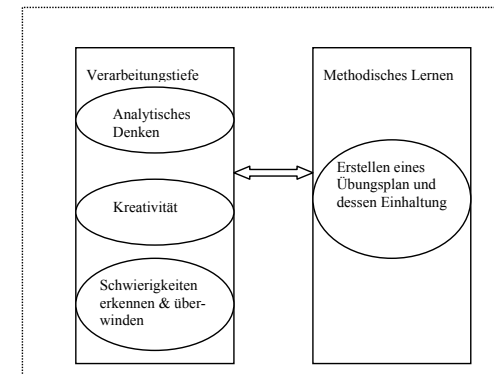 Verarbeitungstiefe
Analytisches
Denken
Kreativität
Schwierigkeiten
erkennen & über-
winden
Methodisches Lernen
Erstellen eines
Übungsplan und
dessen Einhaltung